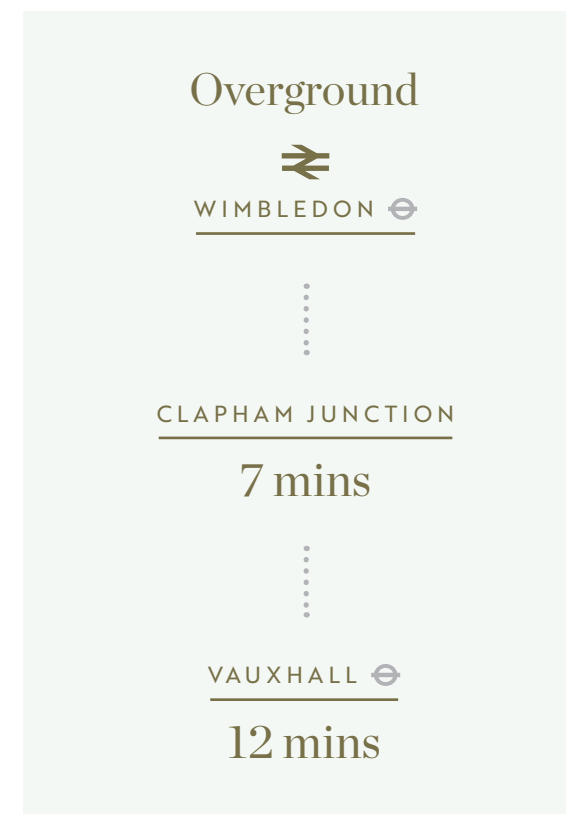 Overground
WIMBLEDON
CLAPHAM JUNCTION
7 mins
VAUXHALL
12 mins